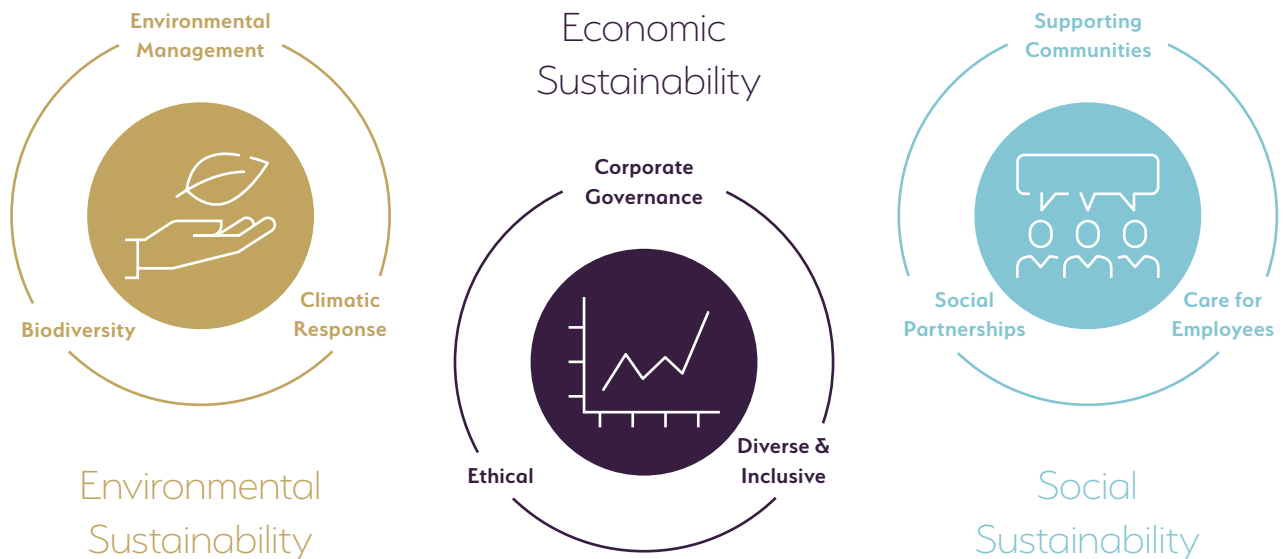 Environmental
Management
Biodiversity
Climatic
Response
Environmental
Sustainability
Economic
Sustainability
Corporate
Governance
Ethical
Diverse &
Inclusive
Supporting
Communities
Social
Partnerships
Care for
Employees
Social
Sustainability